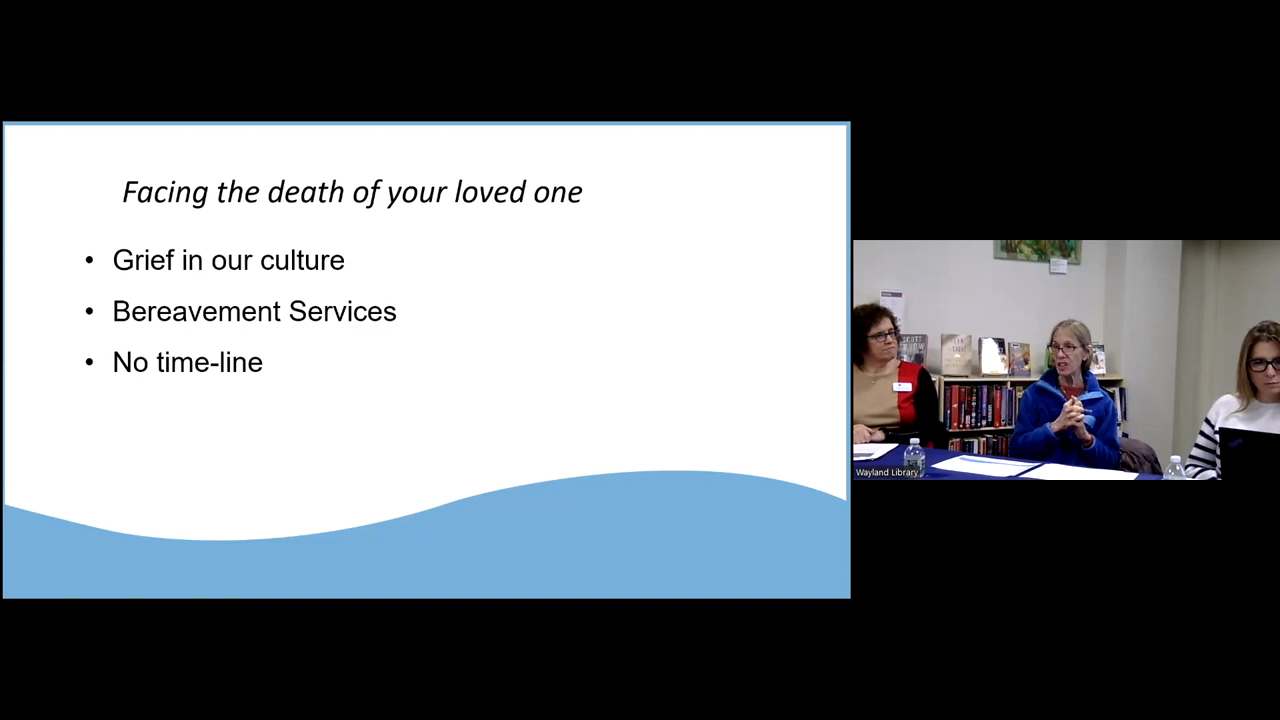 Facing the death of your loved one
• Grief in our culture
• Bereavement Services
• No time-line
Wayland Library